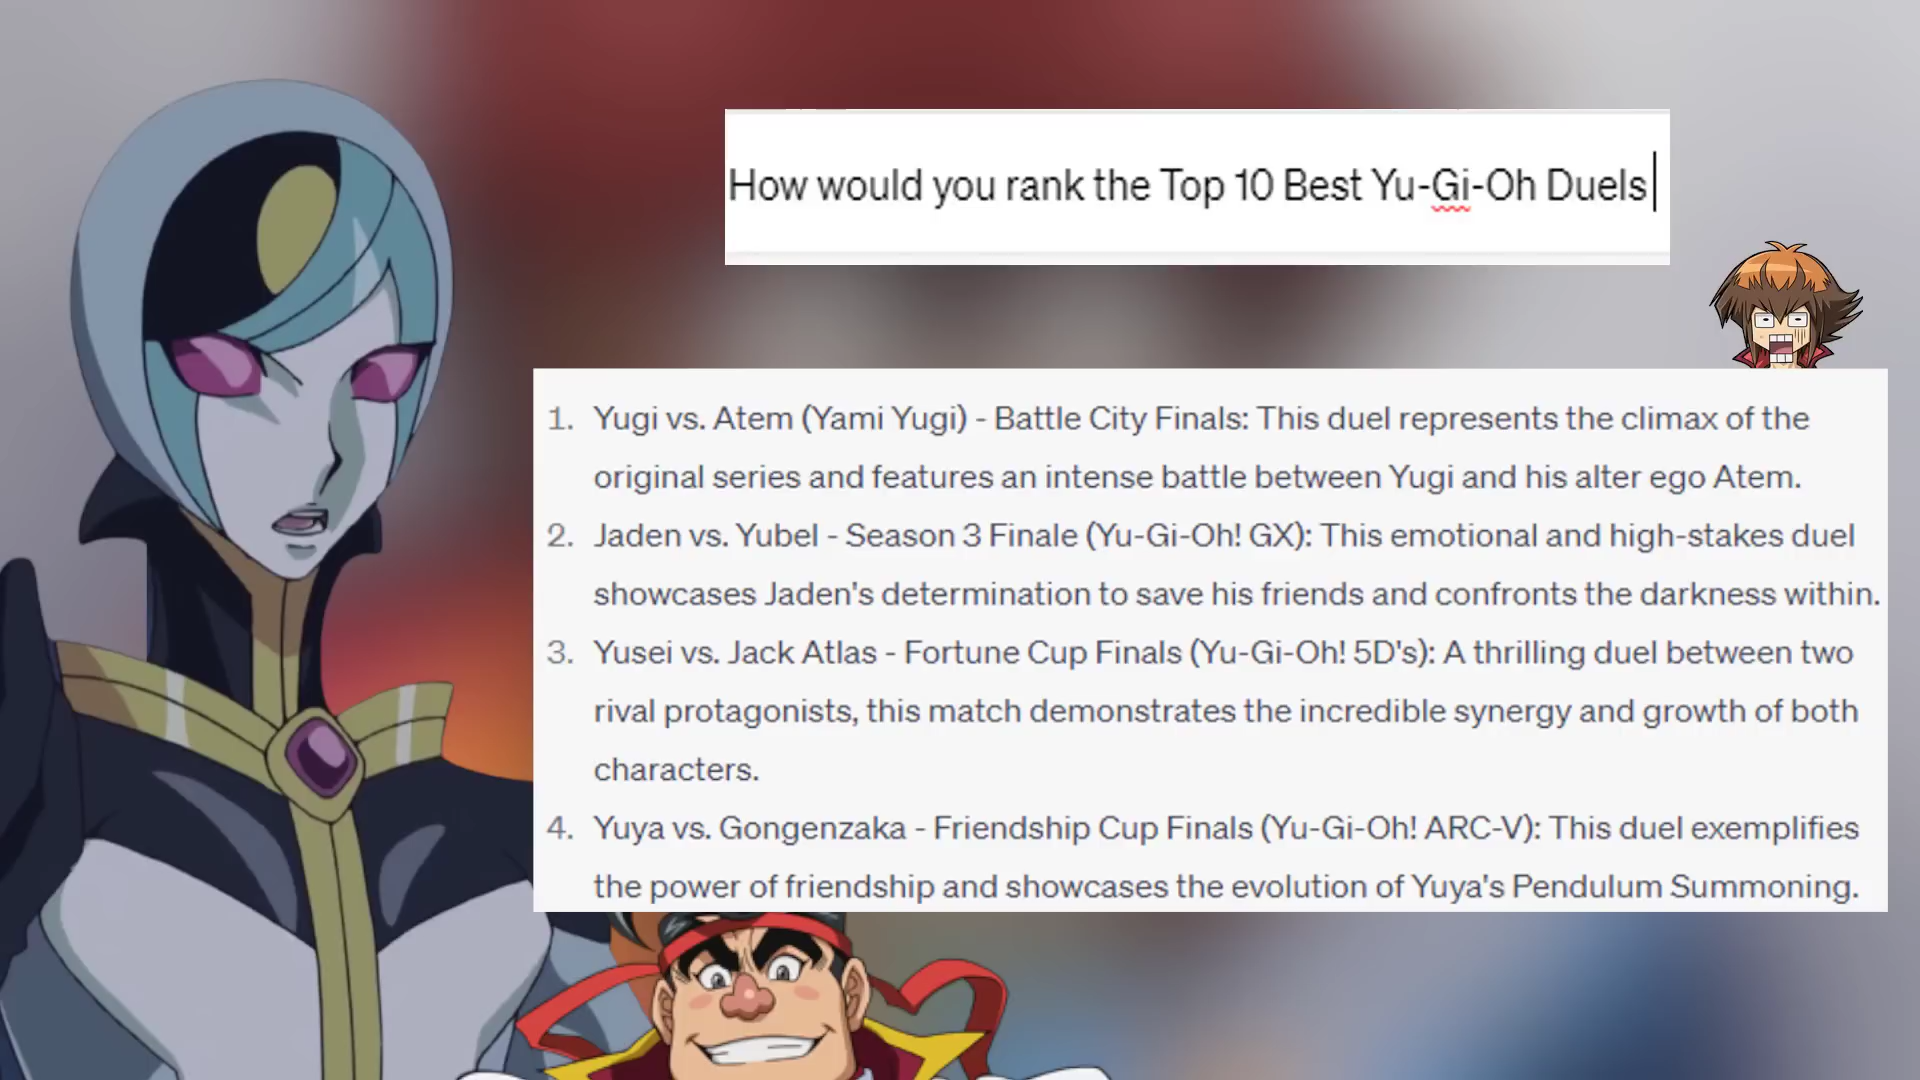 How would you rank the Top 10 Best Yu-Gi-Oh Duels
1. Yugi vs. Atem (Yami Yugi) - Battle City Finals: This duel represents the climax of the
original series and features an intense battle between Yugi and his alter ego Atem.
2. Jaden vs. Yubel - Season 3 Finale (Yu-Gi-Oh! GX): This emotional and high-stakes duel
showcases Jaden's determination to save his friends and confronts the darkness within.
3. Yusei vs. Jack Atlas - Fortune Cup Finals (Yu-Gi-Oh! 5D's): A thrilling duel between two
rival protagonists, this match demonstrates the incredible synergy and growth of both
characters.
4. Yuya vs. Gongenzaka - Friendship Cup Finals (Yu-Gi-Oh! ARC-V): This duel exemplifies
the power of friendship and showcases the evolution of Yuya's Pendulum Summoning.